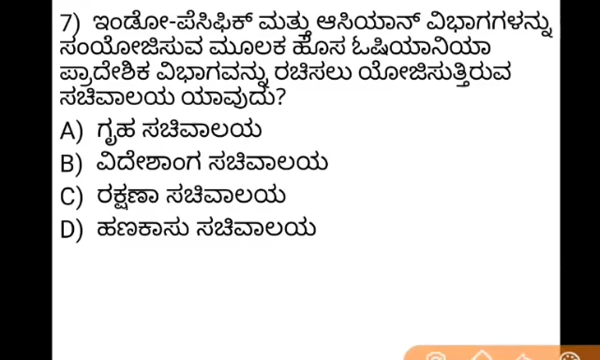 7) ಇಂಡೋ-ಪೆಸಿಫಿಕ್ ಮತ್ತು ಆಸಿಯಾನ್ ವಿಭಾಗಗಳನ್ನು
ಸಂಯೋಜಿಸುವ ಮೂಲಕ ಹೊಸ ಓಷಿಯಾನಿಯಾ
ಪ್ರಾದೇಶಿಕ ವಿಭಾಗವನ್ನು ರಚಿಸಲು ಯೋಜಿಸುತ್ತಿರುವ
ಸಚಿವಾಲಯ ಯಾವುದು?
A) ಗೃಹ ಸಚಿವಾಲಯ
B) ವಿದೇಶಾಂಗ ಸಚಿವಾಲಯ
C) ರಕ್ಷಣಾ ಸಚಿವಾಲಯ
D) ಹಣಕಾಸು ಸಚಿವಾಲಯ